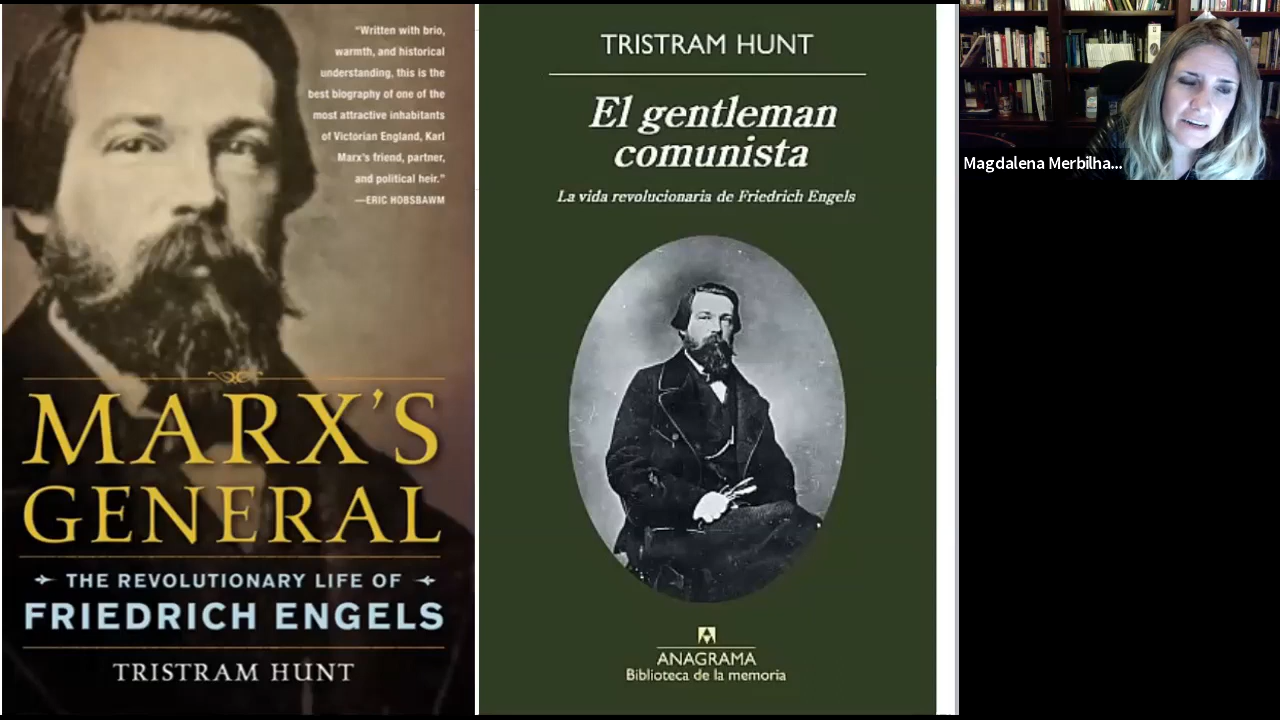 “Written with brio,
warmth, and historical
understanding, this is the
best biography of one of the
most attractive inhabitants
of Victorian England, Karl
Marx’s friend, partner,
and political heir.”
—ERIC HOBSBAWM
MARX’S
GENERAL
THE REVOLUTIONARY LIFE OF
FRIEDRICH ENGELS
TRISTRAM HUNT
TRISTRAM HUNT
El gentleman
comunista
La vida revolucionaria de Friedrich Engels
ANAGRAMA
Biblioteca de la memoria
Magdalena Merbilha...